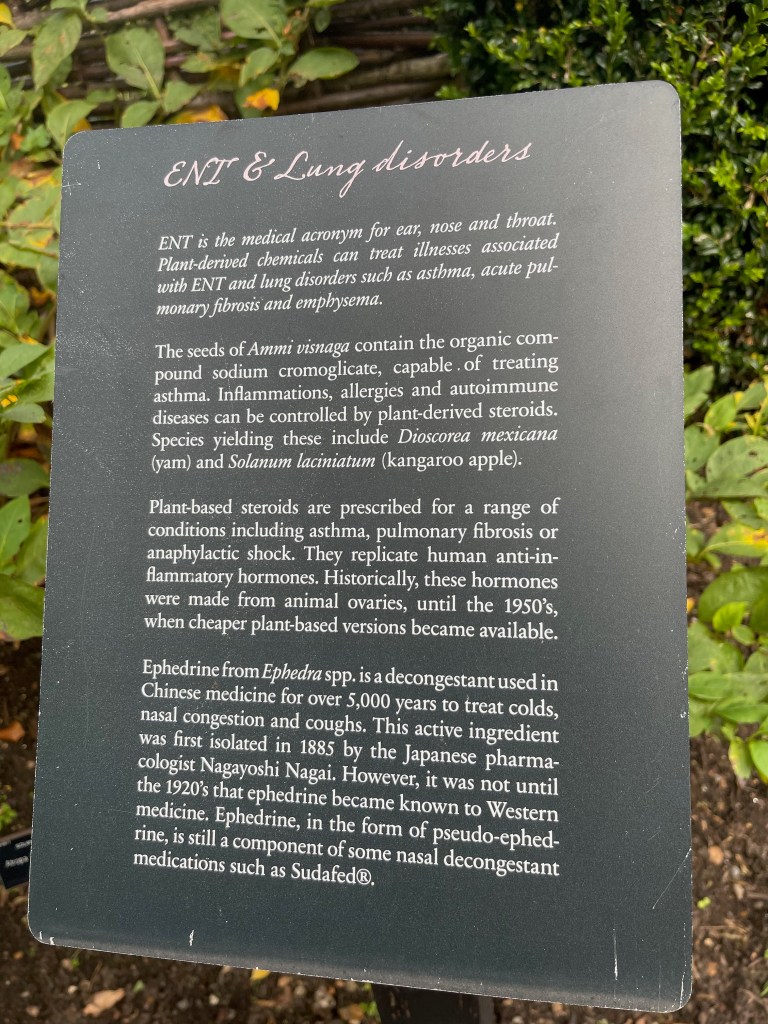 ENT & Lung disorders
ENT is the medical acronym for ear, nose and throat.
Plant-derived chemicals can treat illnesses associated
with ENT and lung disorders such as asthma, acute pul-
monary fibrosis and emphysema.
The seeds of Ammi visnaga contain the organic com-
pound sodium cromoglicate, capable of treating
asthma. Inflammations, allergies and autoimmune
diseases can be controlled by plant-derived steroids.
Species yielding these include Dioscorea mexicana
(yam) and Solanum laciniatum (kangaroo apple).
Plant-based steroids are prescribed for a range of
conditions including asthma, pulmonary fibrosis or
anaphylactic shock. They replicate human anti-in-
flammatory hormones. Historically, these hormones
were made from animal ovaries, until the 1950's,
when cheaper plant-based versions became available.
Ephedrine from Ephedra spp. is a decongestant used in
Chinese medicine for over 5,000 years to treat colds,
nasal congestion and coughs. This active ingredient
was first isolated in 1885 by the Japanese pharma-
cologist Nagayoshi Nagai. However, it was not until
the 1920's that ephedrine became known to Western
medicine. Ephedrine, in the form of pseudo-ephed-
rine, is still a component of some nasal decongestant
medications such as Sudafed®.